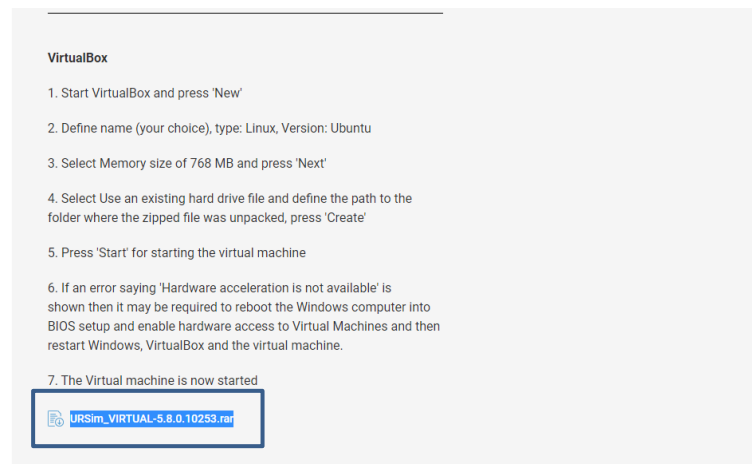 VirtualBox
1. Start VirtualBox and press 'New'
2. Define name (your choice), type: Linux, Version: Ubuntu
3. Select Memory size of 768 MB and press 'Next'
4. Select Use an existing hard drive file and define the path to the
folder where the zipped file was unpacked, press 'Create'
5. Press 'Start' for starting the virtual machine
6. If an error saying 'Hardware acceleration is not available' is
shown then it may be required to reboot the Windows computer into
BIOS setup and enable hardware access to Virtual Machines and then
restart Windows, VirtualBox and the virtual machine.
7. The Virtual machine is now started
URSim_VIRTUAL-5.8.0.10253.rar